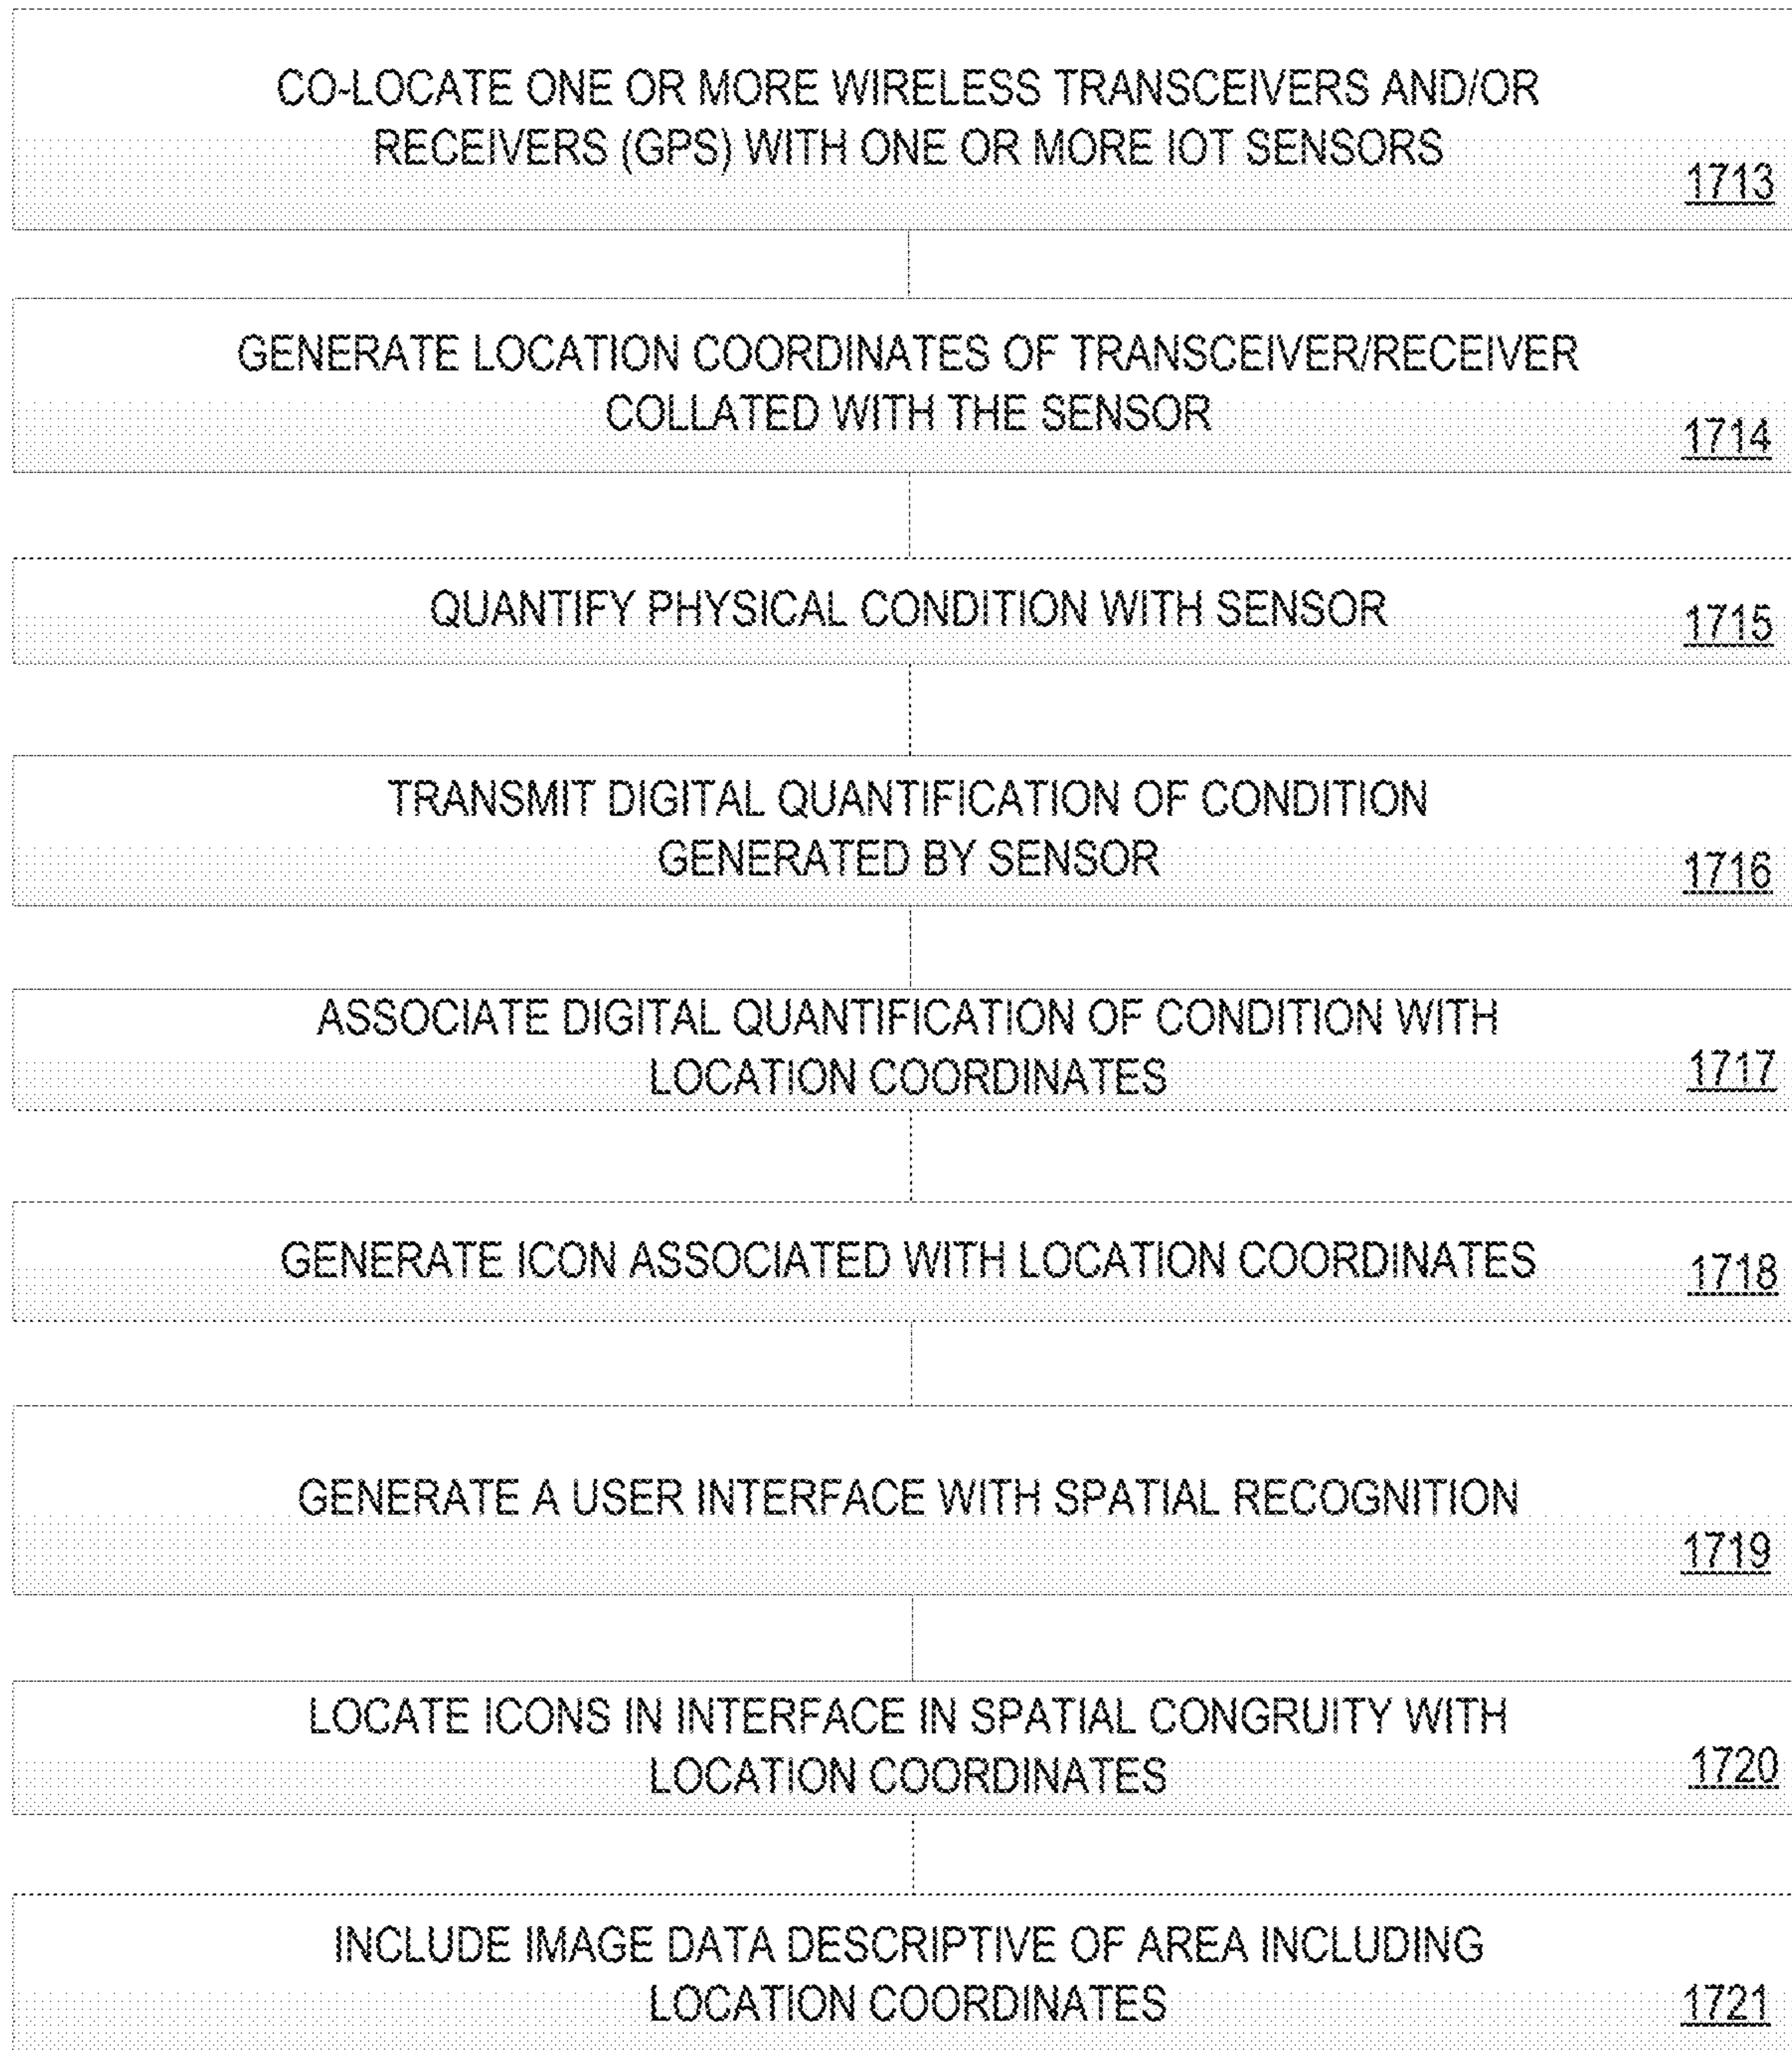 CO-LOCATE ONE OR MORE WIRELESS TRANSCEIVERS AND/OR
RECEIVERS (GPS) WITH ONE OR MORE IOT SENSORS
1713
GENERATE LOCATION COORDINATES OF TRANSCEIVER/RECEIVER
COLLATED WITH THE SENSOR
1714
QUANTIFY PHYSICAL CONDITION WITH SENSOR
1715
TRANSMIT DIGITAL QUANTIFICATION OF CONDITION
GENERATED BY SENSOR
1716
ASSOCIATE DIGITAL QUANTIFICATION OF CONDITION WITH
LOCATION COORDINATES
1717
GENERATE ICON ASSOCIATED WITH LOCATION COORDINATES
1718
GENERATE A USER INTERFACE WITH SPATIAL RECOGNITION
1719
LOCATE ICONS IN INTERFACE IN SPATIAL CONGRUITY WITH
LOCATION COORDINATES
1720
INCLUDE IMAGE DATA DESCRIPTIVE OF AREA INCLUDING
LOCATION COORDINATES
1721